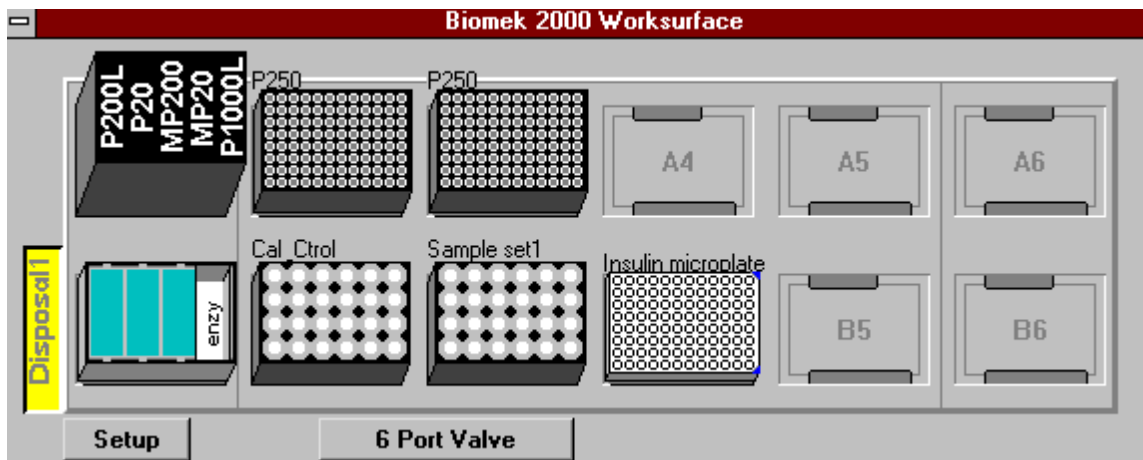 Biomek 2000 Worksurface
P200L
P20
MP200
MP20
P1000L
P250
P250
A4
A5
A6
Disposal1
enzy
Cal_Ctrol
Sample set1
Insulin microplate
B5
B6
Setup
6 Port Valve